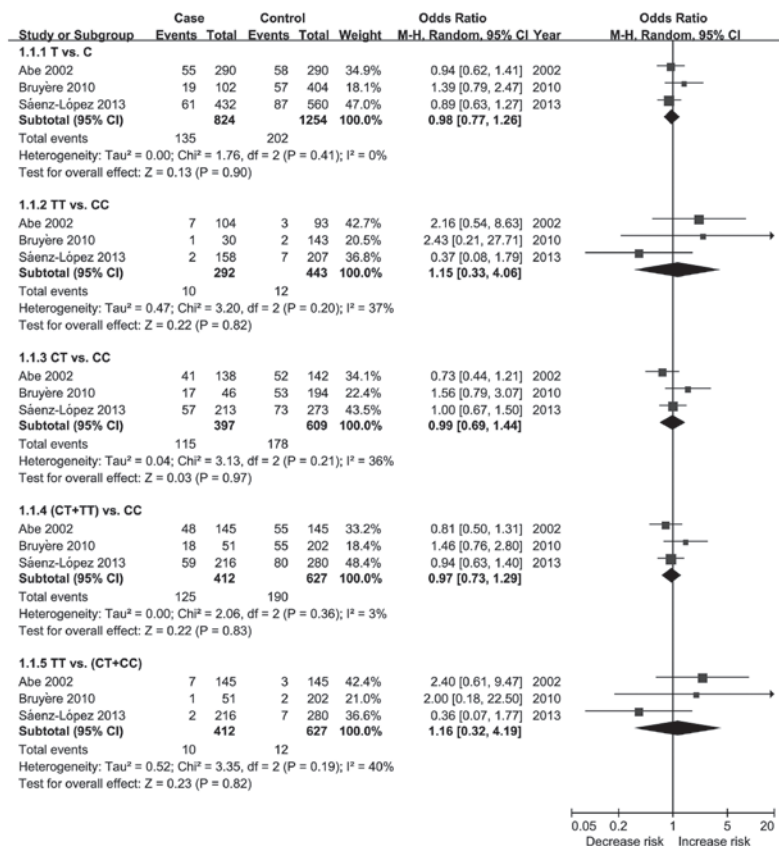 Case Control Odds Ratio Odds Ratio
Study or Subgroup Events Total Events Total Weight M-H, Random, 95% CI Year M-H, Random, 95% CI
1.1.1 T vs. C
Abe 2002 55 290 58 290 34.9% 0.94 [0.62, 1.41] 2002
Bruyère 2010 19 102 57 404 18.1% 1.39 [0.79, 2.47] 2010
Sáenz-López 2013 61 432 87 560 47.0% 0.89 [0.63, 1.27] 2013
Subtotal (95% CI) 824 1254 100.0% 0.98 [0.77, 1.26]
Total events 135 202
Heterogeneity: Tau² = 0.00; Chi² = 1.76, df = 2 (P = 0.41); I² = 0%
Test for overall effect: Z = 0.13 (P = 0.90)
1.1.2 TT vs. CC
Abe 2002 7 104 3 93 42.7% 2.16 [0.54, 8.63] 2002
Bruyère 2010 1 30 2 143 20.5% 2.43 [0.21, 27.71] 2010
Sáenz-López 2013 2 158 7 207 36.8% 0.37 [0.08, 1.79] 2013
Subtotal (95% CI) 292 443 100.0% 1.15 [0.33, 4.06]
Total events 10 12
Heterogeneity: Tau² = 0.47; Chi² = 3.20, df = 2 (P = 0.20); I² = 37%
Test for overall effect: Z = 0.22 (P = 0.82)
1.1.3 CT vs. CC
Abe 2002 41 138 52 142 34.1% 0.73 [0.44, 1.21] 2002
Bruyère 2010 17 46 53 194 22.4% 1.56 [0.79, 3.07] 2010
Sáenz-López 2013 57 213 73 273 43.5% 1.00 [0.67, 1.50] 2013
Subtotal (95% CI) 397 609 100.0% 0.99 [0.69, 1.44]
Total events 115 178
Heterogeneity: Tau² = 0.04; Chi² = 3.13, df = 2 (P = 0.21); I² = 36%
Test for overall effect: Z = 0.03 (P = 0.97)
1.1.4 (CT+TT) vs. CC
Abe 2002 48 145 55 145 33.2% 0.81 [0.50, 1.31] 2002
Bruyère 2010 18 51 55 202 18.4% 1.46 [0.76, 2.80] 2010
Sáenz-López 2013 59 216 80 280 48.4% 0.94 [0.63, 1.40] 2013
Subtotal (95% CI) 412 627 100.0% 0.97 [0.73, 1.29]
Total events 125 190
Heterogeneity: Tau² = 0.00; Chi² = 2.06, df = 2 (P = 0.36); I² = 3%
Test for overall effect: Z = 0.22 (P = 0.83)
1.1.5 TT vs. (CT+CC)
Abe 2002 7 145 3 145 42.4% 2.40 [0.61, 9.47] 2002
Bruyère 2010 1 51 2 202 21.0% 2.00 [0.18, 22.50] 2010
Sáenz-López 2013 2 216 7 280 36.6% 0.36 [0.07, 1.77] 2013
Subtotal (95% CI) 412 627 100.0% 1.16 [0.32, 4.19]
Total events 10 12
Heterogeneity: Tau² = 0.52; Chi² = 3.35, df = 2 (P = 0.19); I² = 40%
Test for overall effect: Z = 0.23 (P = 0.82)
0.05 0.2 1 5 20
Decrease risk Increase risk